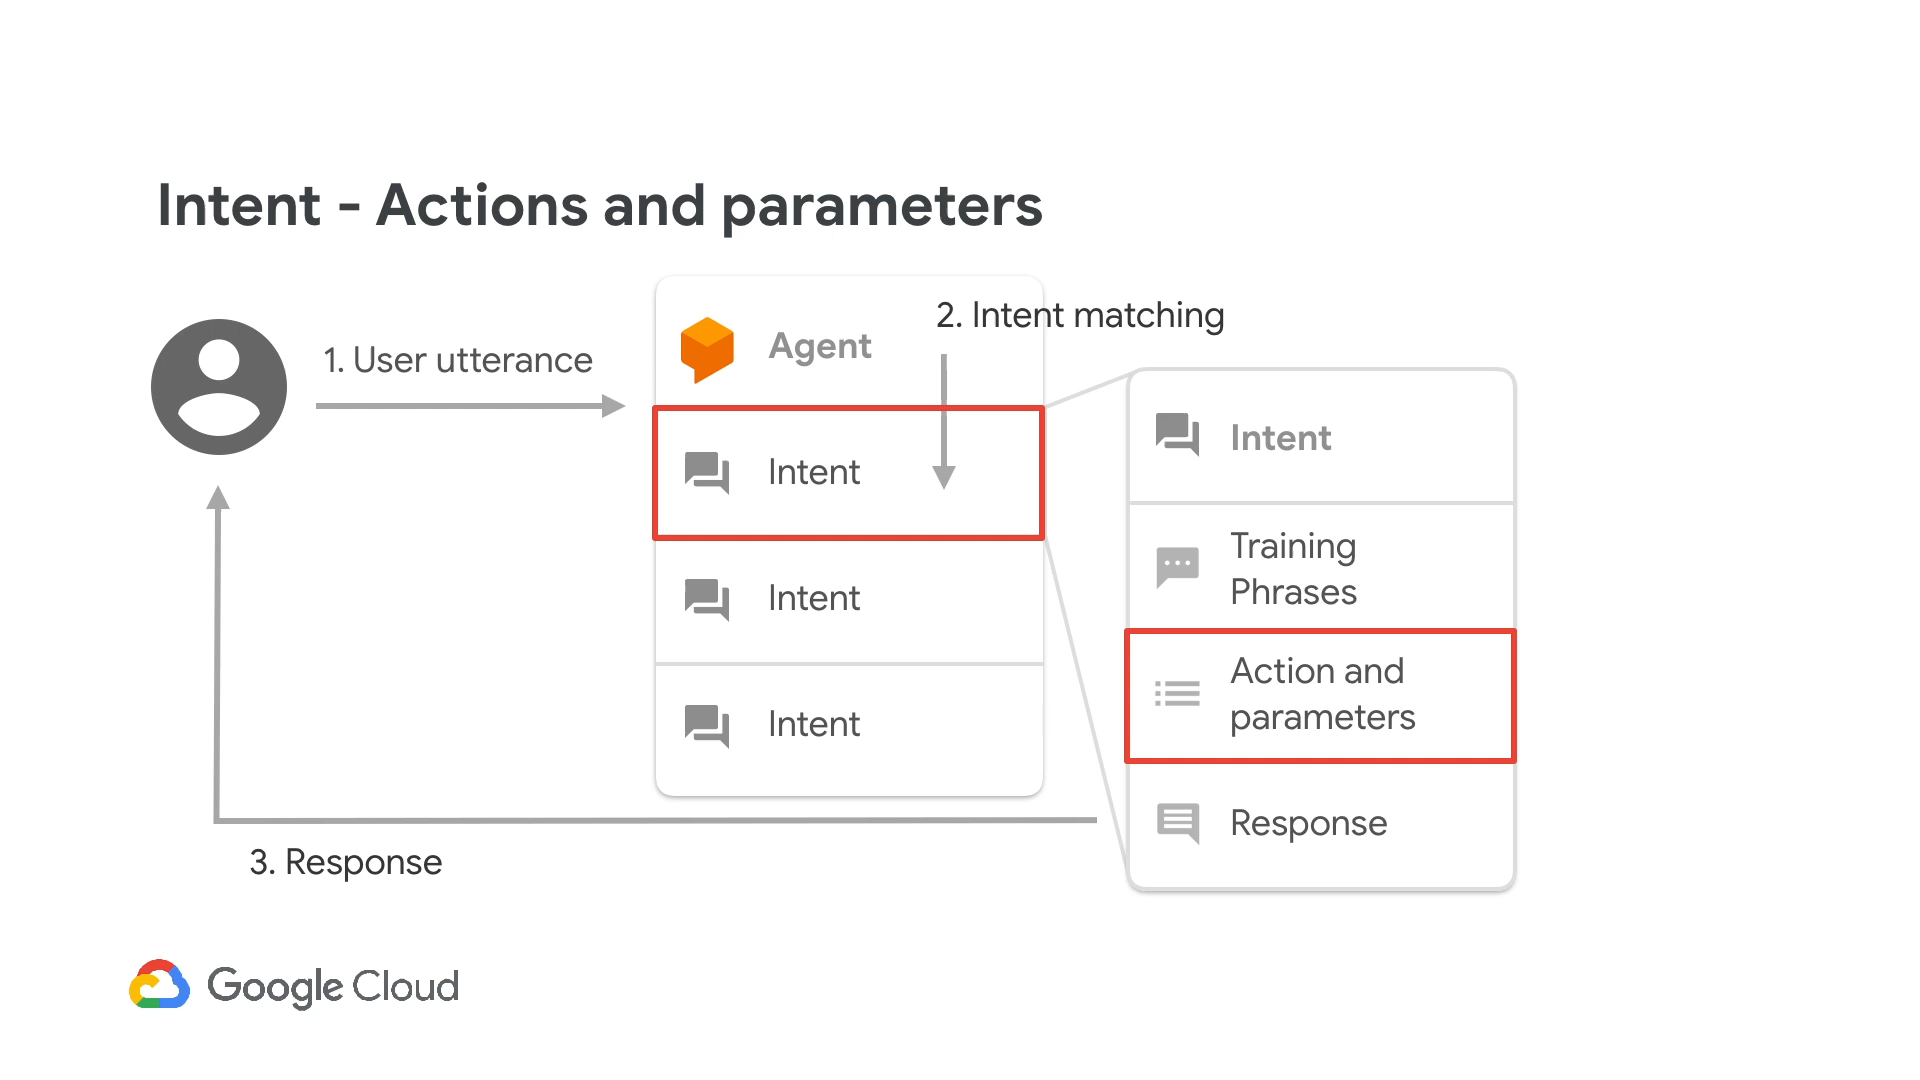 Intent - Actions and parameters
1. User utterance
Agent
2. Intent matching
Intent
Intent
Intent
Intent
Training
Phrases
Action and
parameters
Response
3. Response
Google Cloud